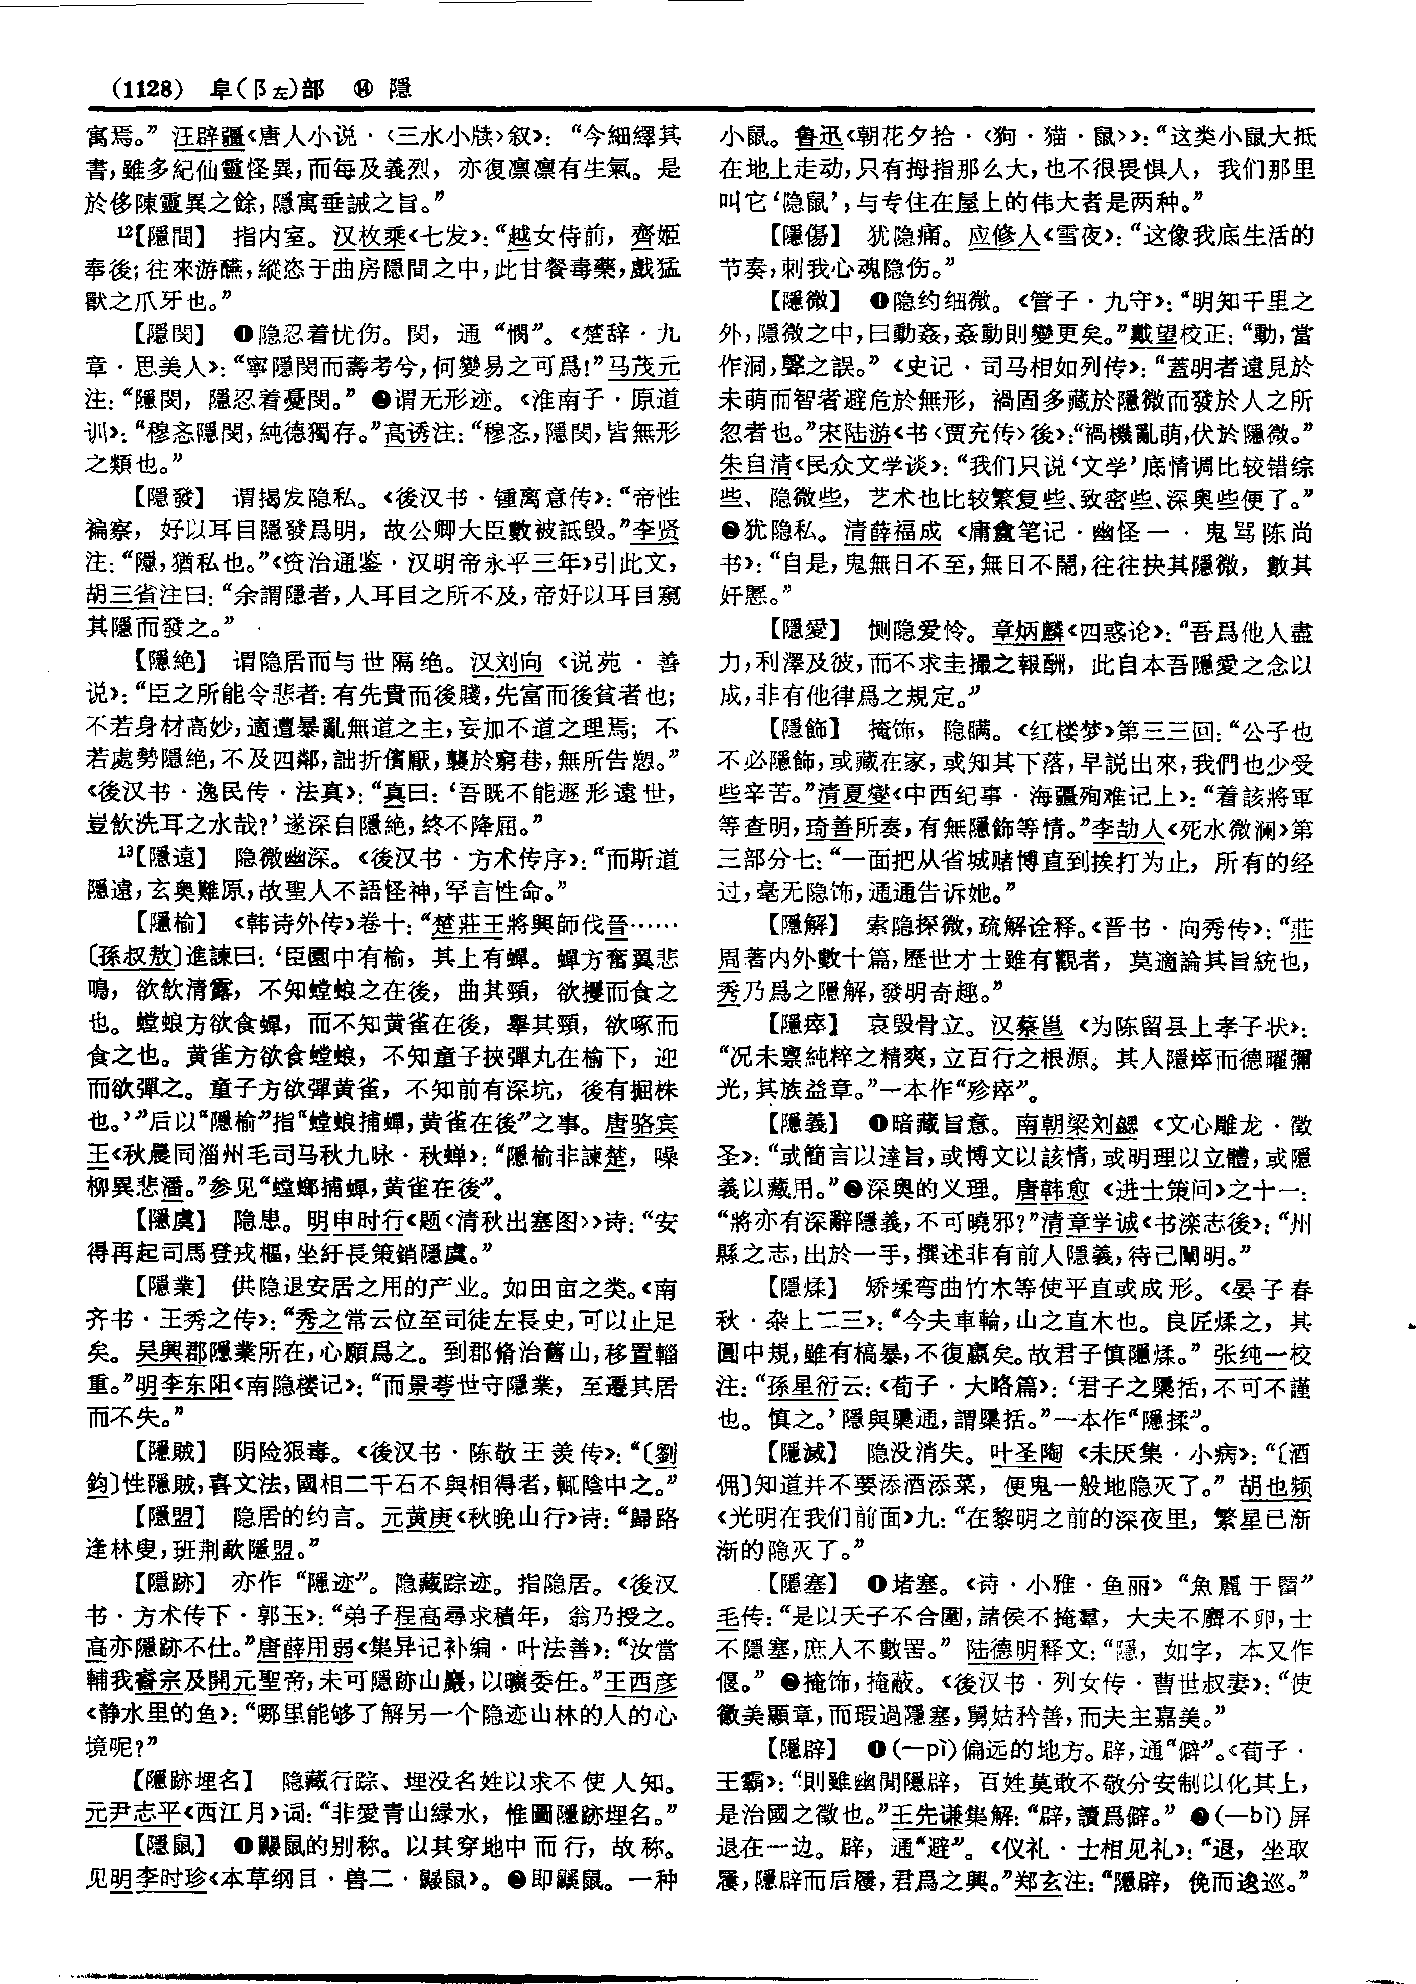 (1128) 阜(阝左)部 ⑭ 隱
寓焉。” 汪辟疆《唐人小说·〈三水小牍〉叙》：“今細繹其
書，雖多紀仙靈怪異，而每及義烈，亦復凛凛有生氣。是
於侈陳靈異之餘，隱寓垂誡之旨。”
12【隱間】 指内室。汉枚乘《七发》：“越女侍前，齊姬
奉後；往來游醼，縱恣于曲房隱間之中，此甘餐毒藥，戲猛
獸之爪牙也。”
【隱閔】 ❶隐忍着忧伤。閔，通“憫”。《楚辞·九
章·思美人》：“寧隱閔而壽考兮，何變易之可爲！”马茂元
注：“隱閔，隱忍着憂閔。” ❷谓无形迹。《淮南子·原道
训》：“穆忞隱閔，純德獨存。”高诱注：“穆忞，隱閔，皆無形
之類也。”
【隱發】 谓揭发隐私。《後汉书·锺离意传》：“帝性
褊察，好以耳目隱發爲明，故公卿大臣數被詆毁。”李贤
注：“隱，猶私也。”《资治通鉴·汉明帝永平三年》引此文，
胡三省注曰：“余謂隱者，人耳目之所不及，帝好以耳目窺
其隱而發之。”
【隱絶】 谓隐居而与世隔绝。汉刘向《说苑·善
说》：“臣之所能令悲者：有先貴而後賤，先富而後貧者也；
不若身材高妙，適遭暴亂無道之主，妄加不道之理焉；不
若處勢隱絶，不及四鄰，詘折儐厭，襲於窮巷，無所告愬。”
《後汉书·逸民传·法真》：“真曰：‘吾既不能遯形遠世，
豈飲洗耳之水哉？’遂深自隱絶，終不降屈。”
13【隱遠】 隐微幽深。《後汉书·方术传序》：“而斯道
隱遠，玄奥難原，故聖人不語怪神，罕言性命。”
【隱榆】 《韩诗外传》卷十：“楚莊王將興師伐晉……
〔孫叔敖〕進諫曰：‘臣園中有榆，其上有蟬。蟬方奮翼悲
鳴，欲飲清露，不知螳蜋之在後，曲其頸，欲攫而食之
也。螳蜋方欲食蟬，而不知黄雀在後，舉其頸，欲啄而
食之也。黄雀方欲食螳蜋，不知童子挾彈丸在榆下，迎
而欲彈之。童子方欲彈黄雀，不知前有深坑，後有掘株
也。’”后以“隱榆”指“螳蜋捕蟬，黄雀在後”之事。唐骆宾
王《秋晨同淄州毛司马秋九咏·秋蝉》：“隱榆非諫楚，噪
柳異悲潘。”参见“螳螂捕蟬，黄雀在後”。
【隱虞】 隐患。明申时行《题〈清秋出塞图〉》诗：“安
得再起司馬登戎樞，坐紆長策銷隱虞。”
【隱業】 供隐退安居之用的产业。如田亩之类。《南
齐书·王秀之传》：“秀之常云位至司徒左長史，可以止足
矣。吴興郡隱業所在，心願爲之。到郡脩治舊山，移置輜
重。”明李东阳《南隐楼记》：“而景蕚世守隱業，至遷其居
而不失。”
【隱賊】 阴险狠毒。《後汉书·陈敬王羡传》：“〔劉
鈞〕性隱賊，喜文法，國相二千石不與相得者，輒陰中之。”
【隱盟】 隐居的约言。元黄庚《秋晚山行》诗：“歸路
逢林叟，班荆歃隱盟。”
【隱跡】 亦作“隱迹”。隐藏踪迹。指隐居。《後汉
书·方术传下·郭玉》：“弟子程高尋求積年，翁乃授之。
高亦隱跡不仕。”唐薛用弱《集异记补编·叶法善》：“汝當
輔我睿宗及開元聖帝，未可隱跡山巖，以曠委任。”王西彦
《静水里的鱼》：“哪里能够了解另一个隐迹山林的人的心
境呢？”
【隱跡埋名】 隐藏行踪、埋没名姓以求不使人知。
元尹志平《西江月》词：“非愛青山緑水，惟圖隱跡埋名。”
【隱鼠】 ❶鼹鼠的别称。以其穿地中而行，故称。
见明李时珍《本草纲目·兽二·鼹鼠》。❷即鼷鼠。一种
小鼠。鲁迅《朝花夕拾·〈狗·猫·鼠〉》：“这类小鼠大抵
在地上走动，只有拇指那么大，也不很畏惧人，我们那里
叫它‘隐鼠’，与专住在屋上的伟大者是两种。”
【隱傷】 犹隐痛。应修人《雪夜》：“这像我底生活的
节奏，刺我心魂隐伤。”
【隱微】 ❶隐约细微。《管子·九守》：“明知千里之
外，隱微之中，曰動姦，姦動則變更矣。”戴望校正：“動，當
作洞，聲之誤。”《史记·司马相如列传》：“蓋明者遠見於
未萌而智者避危於無形，禍固多藏於隱微而發於人之所
忽者也。”宋陆游《书〈贾充传〉後》：“禍機亂萌，伏於隱微。”
朱自清《民众文学谈》：“我们只说‘文学’底情调比较错综
些、隐微些，艺术也比较繁复些、致密些、深奥些便了。”
❷犹隐私。清薛福成《庸盦笔记·幽怪一·鬼骂陈尚
书》：“自是，鬼無日不至，無日不鬧，往往抉其隱微，數其
奸慝。”
【隱愛】 恻隐爱怜。章炳麟《四惑论》：“吾爲他人盡
力，利澤及彼，而不求圭撮之報酬，此自本吾隱愛之念以
成，非有他律爲之規定。”
【隱飾】 掩饰，隐瞒。《红楼梦》第三三回：“公子也
不必隱飾，或藏在家，或知其下落，早説出來，我們也少受
些辛苦。”清夏燮《中西纪事·海疆殉难记上》：“着該將軍
等查明，琦善所奏，有無隱飾等情。”李劼人《死水微澜》第
三部分七：“一面把从省城赌博直到挨打为止，所有的经
过，毫无隐饰，通通告诉她。”
【隱解】 索隐探微，疏解诠释。《晋书·向秀传》：“莊
周著内外數十篇，歷世才士雖有觀者，莫適論其旨統也，
秀乃爲之隱解，發明奇趣。”
【隱瘁】 哀毁骨立。汉蔡邕《为陈留县上孝子状》：
“况未禀純粹之精爽，立百行之根源。其人隱瘁而德曜彌
光，其族益章。”一本作“殄瘁”。
【隱義】 ❶暗藏旨意。南朝梁刘勰《文心雕龙·徵
圣》：“或簡言以達旨，或博文以該情，或明理以立體，或隱
義以藏用。”❷深奥的义理。唐韩愈《进士策问》之十一：
“將亦有深辭隱義，不可曉邪？”清章学诚《书滦志後》：“州
縣之志，出於一手，撰述非有前人隱義，待己闡明。”
【隱煣】 矫揉弯曲竹木等使平直或成形。《晏子春
秋·杂上二三》：“今夫車輪，山之直木也。良匠煣之，其
圓中規，雖有槁暴，不復嬴矣。故君子慎隱煣。” 张纯一校
注：“孫星衍云：《荀子·大略篇》：‘君子之檃栝，不可不謹
也。慎之。’隱與檃通，謂檃栝。”一本作“隱揉”。
【隱滅】 隐没消失。叶圣陶《未厌集·小病》：“〔酒
佣〕知道并不要添酒添菜，便鬼一般地隐灭了。” 胡也频
《光明在我们前面》九：“在黎明之前的深夜里，繁星已渐
渐的隐灭了。”
【隱塞】 ❶堵塞。《诗·小雅·鱼丽》“魚麗于罶”
毛传：“是以天子不合圍，諸侯不掩羣，大夫不麛不卵，士
不隱塞，庶人不數罟。” 陆德明释文：“隱，如字，本又作
偃。” ❷掩饰，掩蔽。《後汉书·列女传·曹世叔妻》：“使
徽美顯章，而瑕過隱塞，舅姑矜善，而夫主嘉美。”
【隱辟】 ❶(一pì)偏远的地方。辟，通“僻”。《荀子·
王霸》：“則雖幽閒隱辟，百姓莫敢不敬分安制以化其上，
是治國之徵也。”王先谦集解：“辟，讀爲僻。” ❷(一bì)屏
退在一边。辟，通“避”。《仪礼·士相见礼》：“退，坐取
屨，隱辟而后屨，君爲之興。”郑玄注：“隱辟，俛而逡巡。”